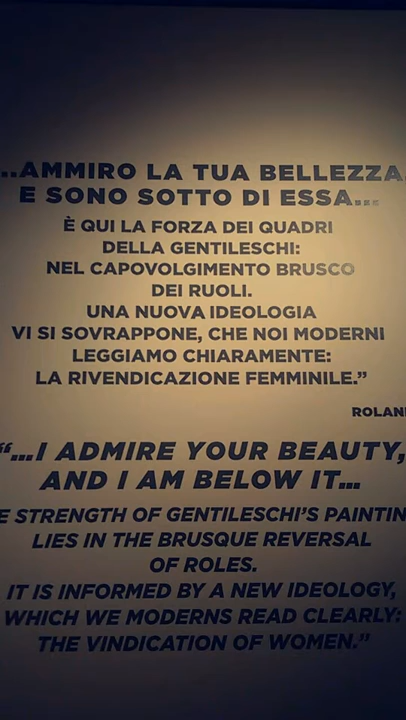 ...AMMIRO LA TUA BELLEZZA,
E SONO SOTTO DI ESSA...
È QUI LA FORZA DEI QUADRI
DELLA GENTILESCHI:
NEL CAPOVOLGIMENTO BRUSCO
DEI RUOLI.
UNA NUOVA IDEOLOGIA
VI SI SOVRAPPONE, CHE NOI MODERNI
LEGGIAMO CHIARAMENTE:
LA RIVENDICAZIONE FEMMINILE.”
“...I ADMIRE YOUR BEAUTY,
AND I AM BELOW IT...
STRENGTH OF GENTILESCHI’S
LIES IN THE BRUSQUE REVERSAL
OF ROLES.
IT IS INFORMED BY A NEW IDEOLOGY,
WHICH WE MODERNS READ CLEARLY:
THE VINDICATION OF WOMEN.”